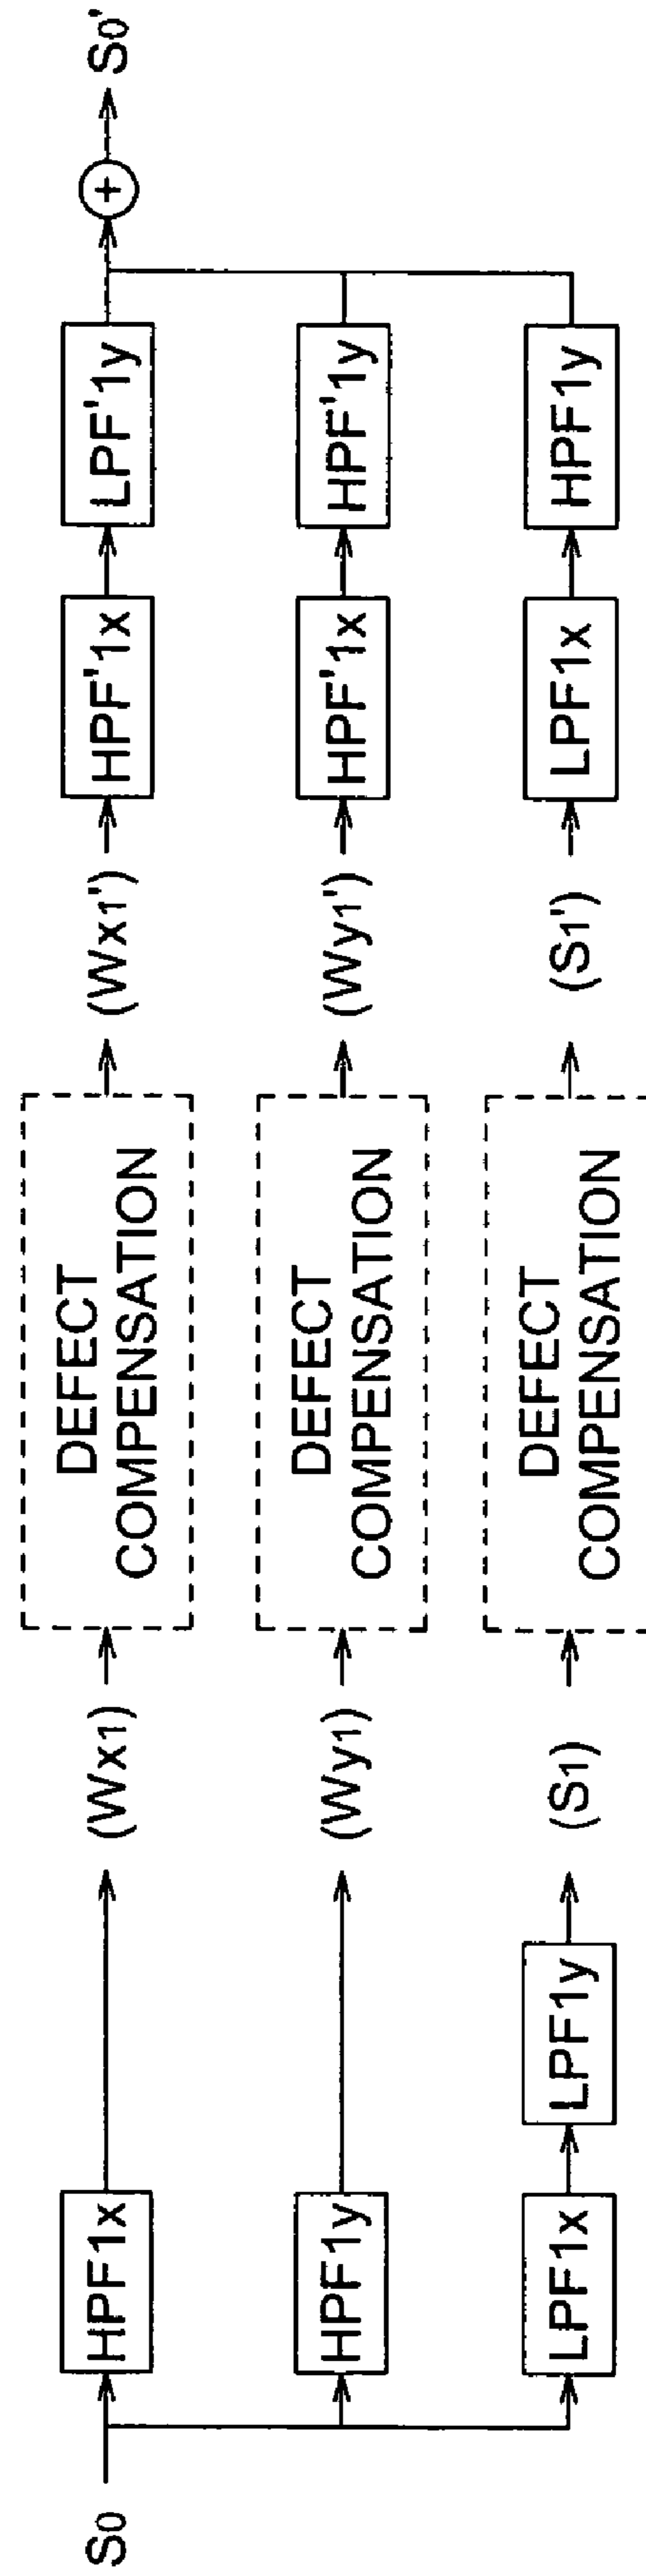 S0
HPF1x
(Wx1)
DEFECT
COMPENSATION
(Wx1')
HPF'1x
LPF'1y
+
S0'
HPF1y
(Wy1)
DEFECT
COMPENSATION
(Wy1')
HPF'1x
HPF'1y
LPF1x
LPF1y
(S1)
DEFECT
COMPENSATION
(S1')
LPF1x
HPF1y